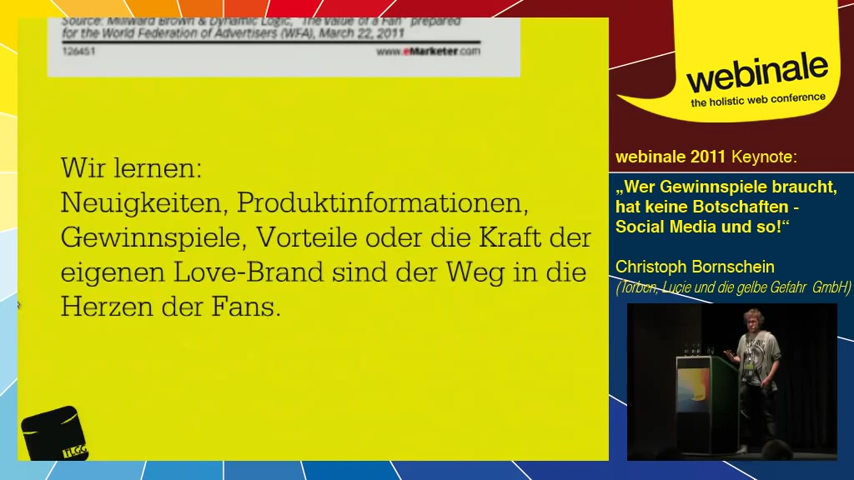 Source: Millward Brown & Dynamic Logic, "The Value of a Fan" prepared
for the World Federation of Advertisers (WFA), March 22, 2011
126451 www.eMarketer.com
Wir lernen:
Neuigkeiten, Produktinformationen,
Gewinnspiele, Vorteile oder die Kraft der
eigenen Love-Brand sind der Weg in die
Herzen der Fans.
TLGG
webinale
the holistic web conference
webinale 2011 Keynote:
„Wer Gewinnspiele braucht,
hat keine Botschaften -
Social Media und so!“
Christoph Bornschein
(Torben, Lucie und die gelbe Gefahr GmbH)